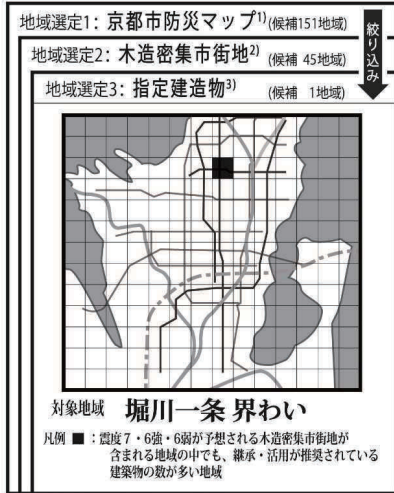 地域選定1：京都市防災マップ1) (候補151地域)
地域選定2：木造密集市街地2) (候補 45地域)
地域選定3：指定建造物3) (候補 1地域)
絞り込み
対象地域 堀川一条 界わい
凡例 ■：震度7・6強・6弱が予想される木造密集市街地が
含まれる地域の中でも、継承・活用が推奨されている
建築物の数が多い地域